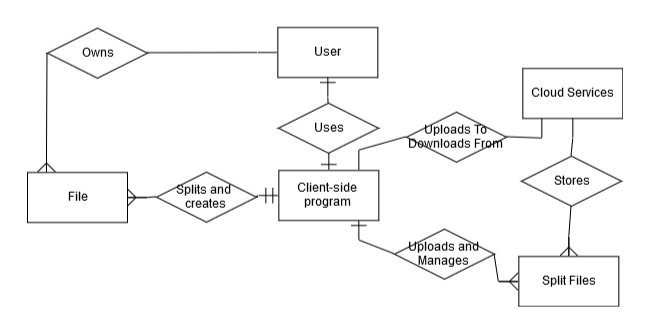 Owns
User
Cloud Services
Uses
Uploads To
Downloads From
File
Splits and
creates
Client-side
program
Stores
Uploads and
Manages
Split Files